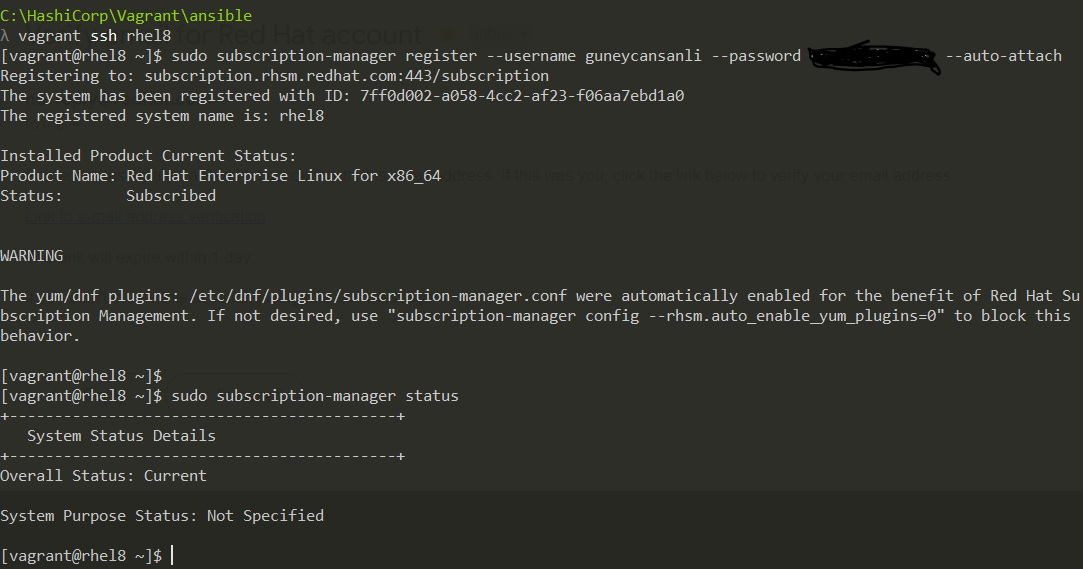 C:\HashiCorp\Vagrant\ansible
λ vagrant ssh rhel8
[vagrant@rhel8 ~]$ sudo subscription-manager register --username guneycansanli --password --auto-attach
Registering to: subscription.rhsm.redhat.com:443/subscription
The system has been registered with ID: 7ff0d002-a058-4cc2-af23-f06aa7ebd1a0
The registered system name is: rhel8
Installed Product Current Status:
Product Name: Red Hat Enterprise Linux for x86_64
Status:       Subscribed
WARNING
The yum/dnf plugins: /etc/dnf/plugins/subscription-manager.conf were automatically enabled for the benefit of Red Hat Su
bscription Management. If not desired, use "subscription-manager config --rhsm.auto_enable_yum_plugins=0" to block this
behavior.
[vagrant@rhel8 ~]$
[vagrant@rhel8 ~]$ sudo subscription-manager status
+-------------------------------------------+
   System Status Details
+-------------------------------------------+
Overall Status: Current
System Purpose Status: Not Specified
[vagrant@rhel8 ~]$